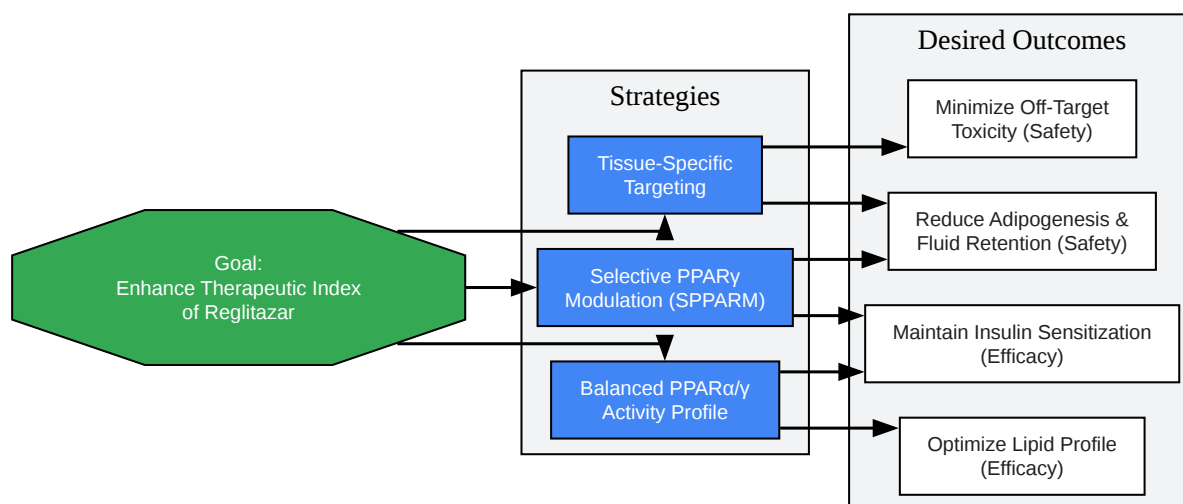 Goal:
Enhance Therapeutic Index
of Reglitazar
Strategies
Tissue-Specific
Targeting
Selective PPARγ
Modulation (SPPARM)
Balanced PPARα/γ
Activity Profile
Desired Outcomes
Minimize Off-Target
Toxicity (Safety)
Reduce Adipogenesis &
Fluid Retention (Safety)
Maintain Insulin Sensitization
(Efficacy)
Optimize Lipid Profile
(Efficacy)